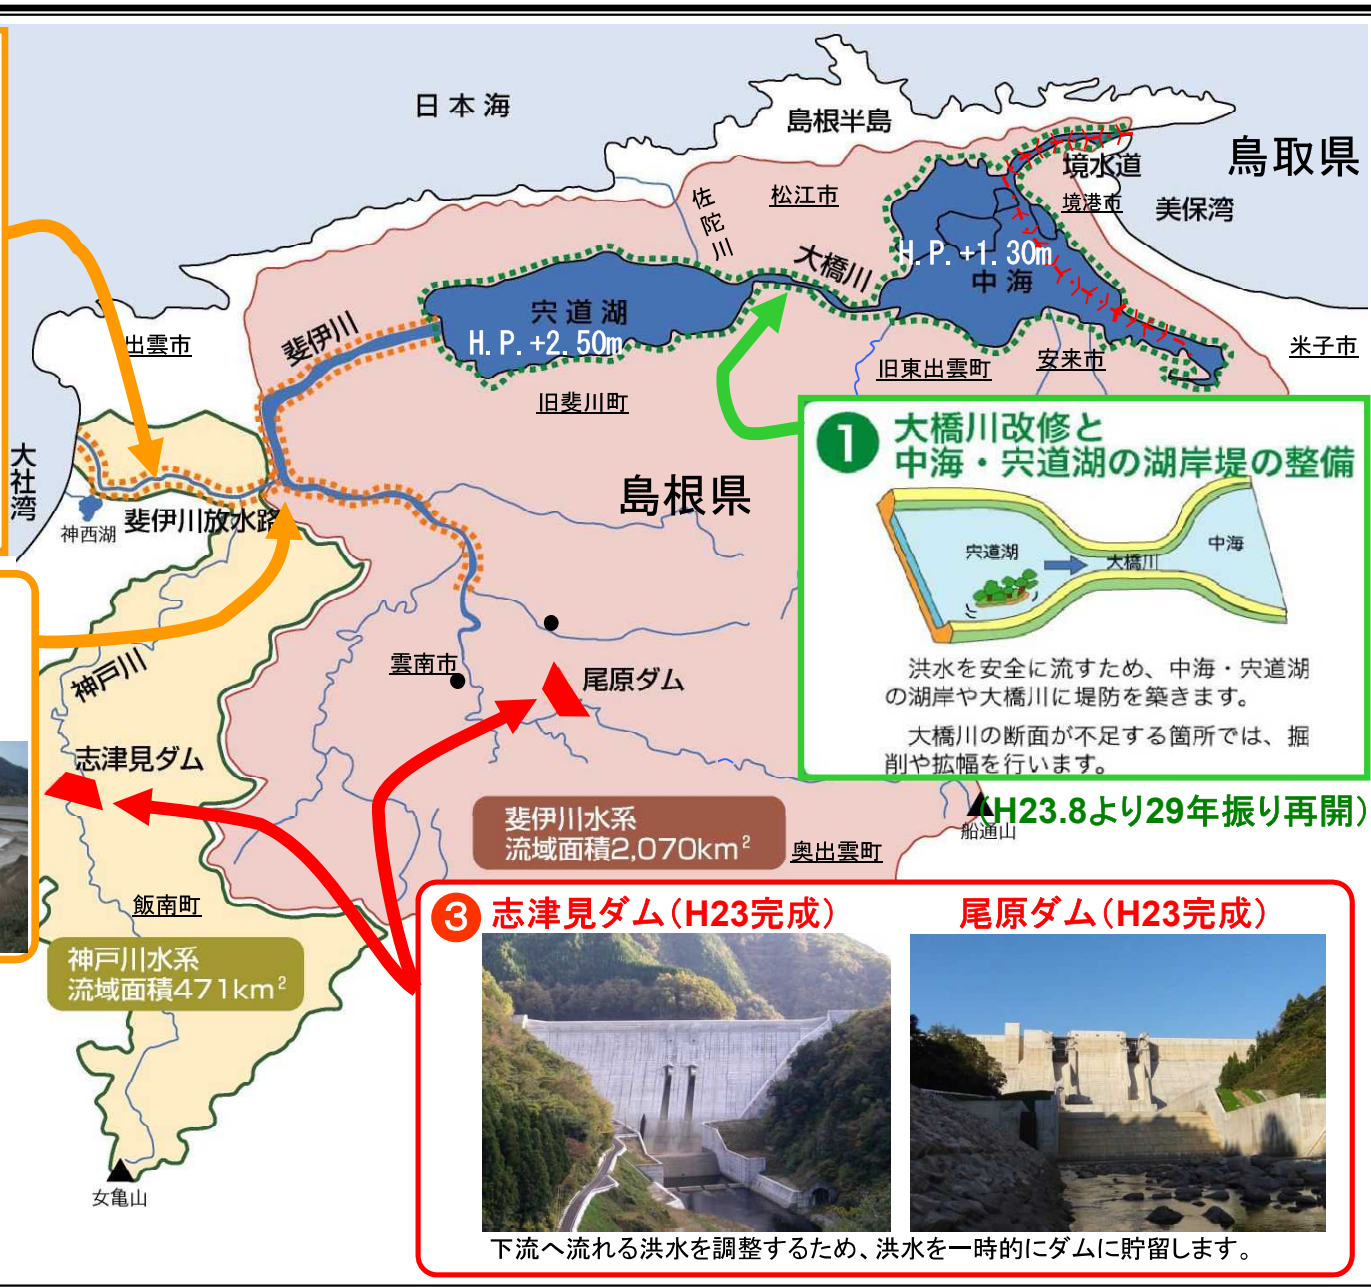 日本海
島根半島
鳥取県
境水道
境港市
美保湾
松江市
佐陀川
大橋川
H.P.+1.30m
中海
宍道湖
H.P.+2.50m
斐伊川
出雲市
米子市
安来市
旧東出雲町
旧斐川町
大社湾
島根県
神西湖
斐伊川放水路
❶ 大橋川改修と
中海・宍道湖の湖岸堤の整備
宍道湖
大橋川
中海
洪水を安全に流すため、中海・宍道湖
の湖岸や大橋川に堤防を築きます。
大橋川の断面が不足する箇所では、掘
削や拡幅を行います。
(H23.8より29年振り再開)
船通山
神戸川
雲南市
尾原ダム
志津見ダム
斐伊川水系
流域面積2,070km²
奥出雲町
飯南町
神戸川水系
流域面積471km²
女亀山
❸ 志津見ダム(H23完成)
尾原ダム(H23完成)
下流へ流れる洪水を調整するため、洪水を一時的にダムに貯留します。